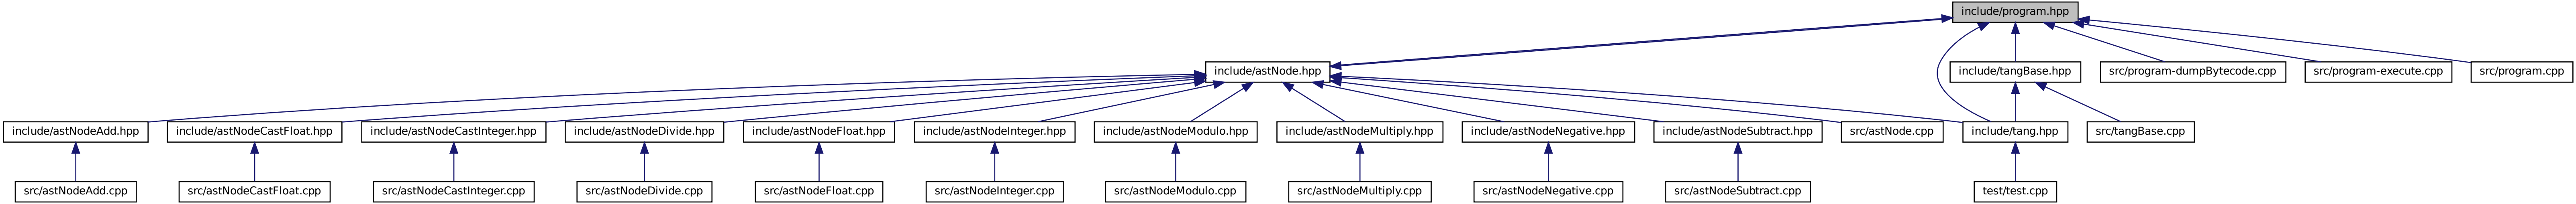 include/program.hpp
include/astNode.hpp
include/tangBase.hpp
src/program-dumpBytecode.cpp
src/program-execute.cpp
src/program.cpp
include/astNodeAdd.hpp
include/astNodeCastFloat.hpp
include/astNodeCastInteger.hpp
include/astNodeDivide.hpp
include/astNodeFloat.hpp
include/astNodeInteger.hpp
include/astNodeModulo.hpp
include/astNodeMultiply.hpp
include/astNodeNegative.hpp
include/astNodeSubtract.hpp
src/astNode.cpp
include/tang.hpp
src/tangBase.cpp
src/astNodeAdd.cpp
src/astNodeCastFloat.cpp
src/astNodeCastInteger.cpp
src/astNodeDivide.cpp
src/astNodeFloat.cpp
src/astNodeInteger.cpp
src/astNodeModulo.cpp
src/astNodeMultiply.cpp
src/astNodeNegative.cpp
src/astNodeSubtract.cpp
test/test.cpp